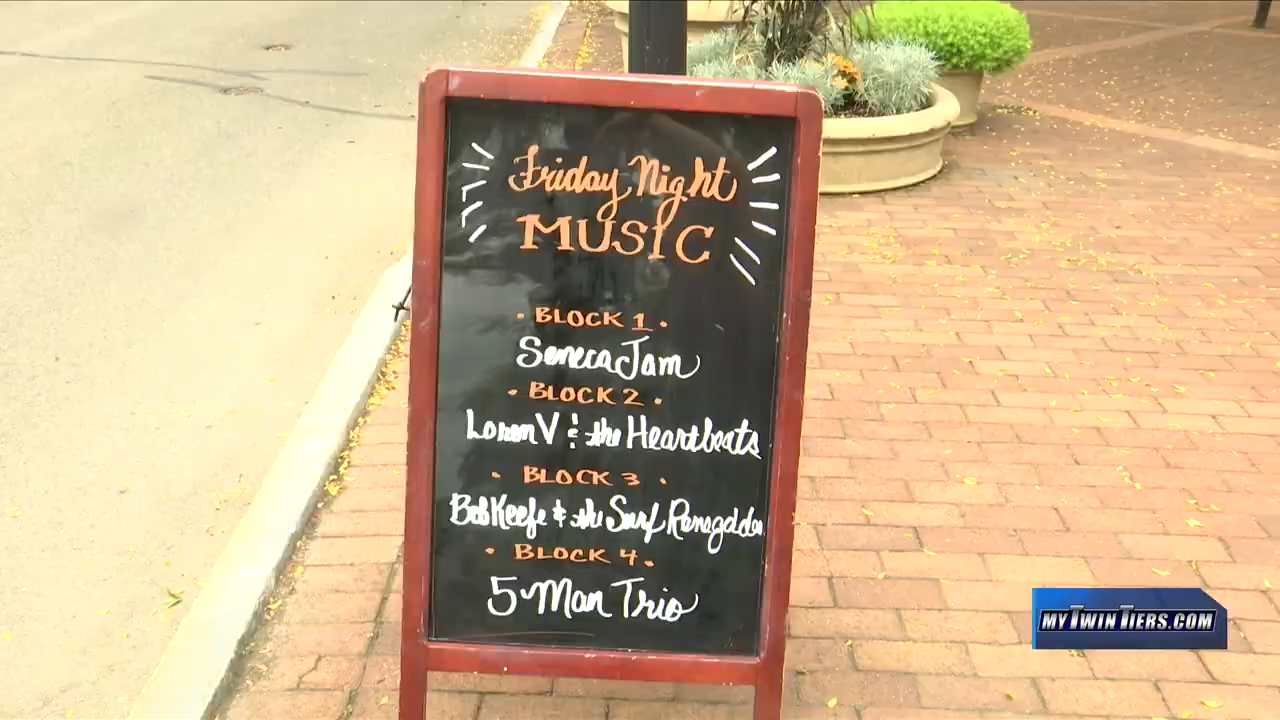 Friday Night
MUSIC
· BLOCK 1 ·
Seneca Jam
· BLOCK 2 ·
Loren V & the Heartbeats
· BLOCK 3 ·
Bob Keefe & the Surf Renegades
· BLOCK 4 ·
5-Man Trio
MYTWINTIERS.COM